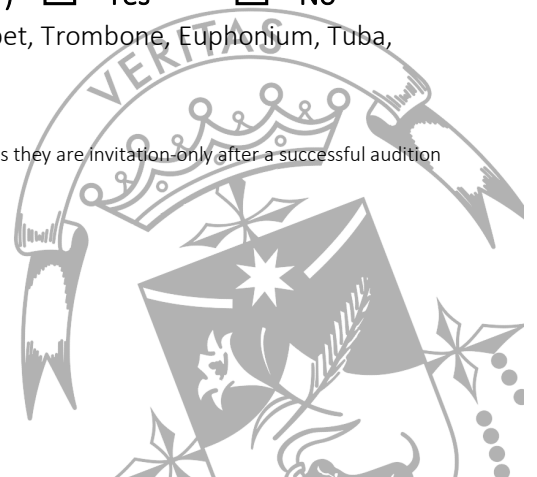 ) ☐ Yes ☐ No
pet, Trombone, Euphonium, Tuba,
VERITAS
s they are invitation-only after a successful audition